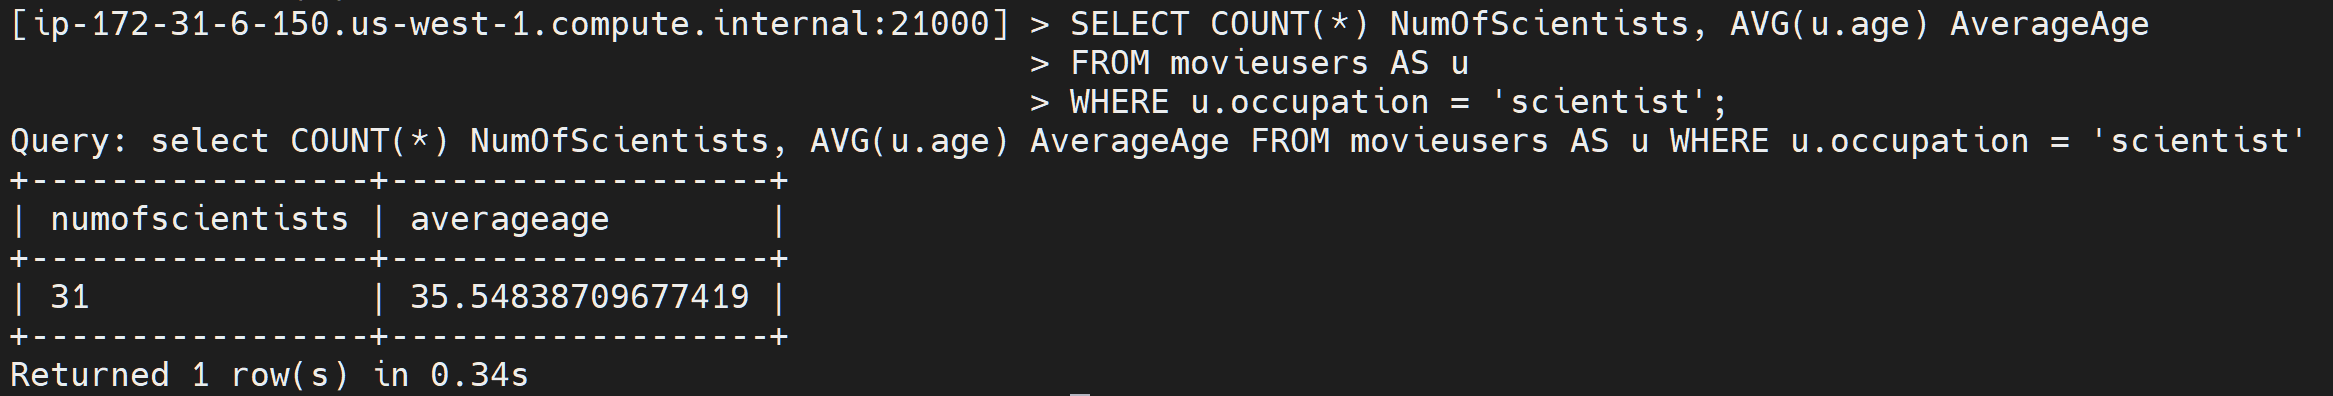 [ip-172-31-6-150.us-west-1.compute.internal:21000] > SELECT COUNT(*) NumOfScientists, AVG(u.age) AverageAge
                                                   > FROM movieusers AS u
                                                   > WHERE u.occupation = 'scientist';
Query: select COUNT(*) NumOfScientists, AVG(u.age) AverageAge FROM movieusers AS u WHERE u.occupation = 'scientist'
+-----------------+-------------------+
| numofscientists | averageage        |
+-----------------+-------------------+
| 31              | 35.54838709677419 |
+-----------------+-------------------+
Returned 1 row(s) in 0.34s